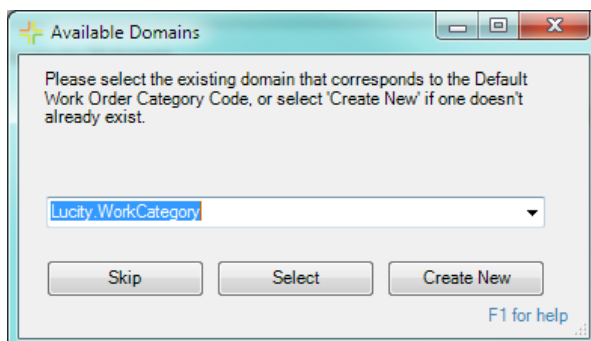 Available Domains
Please select the existing domain that corresponds to the Default
Work Order Category Code, or select 'Create New' if one doesn't
already exist.
Lucity.WorkCategory
Skip Select Create New
F1 for help